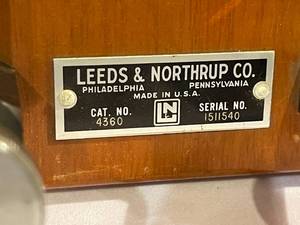 LEEDS & NORTHRUP CO.
PHILADELPHIA PENNSYLVANIA
MADE IN U.S.A.
CAT. NO. LN SERIAL NO.
4360 1511540